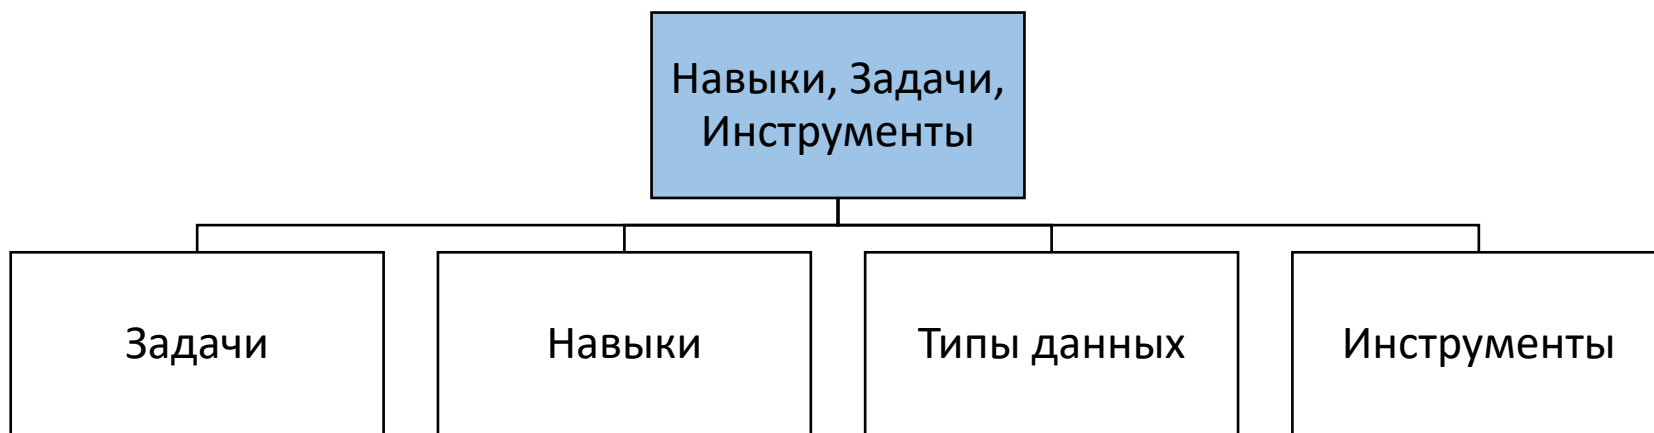 Навыки, Задачи,
Инструменты
Задачи
Навыки
Типы данных
Инструменты